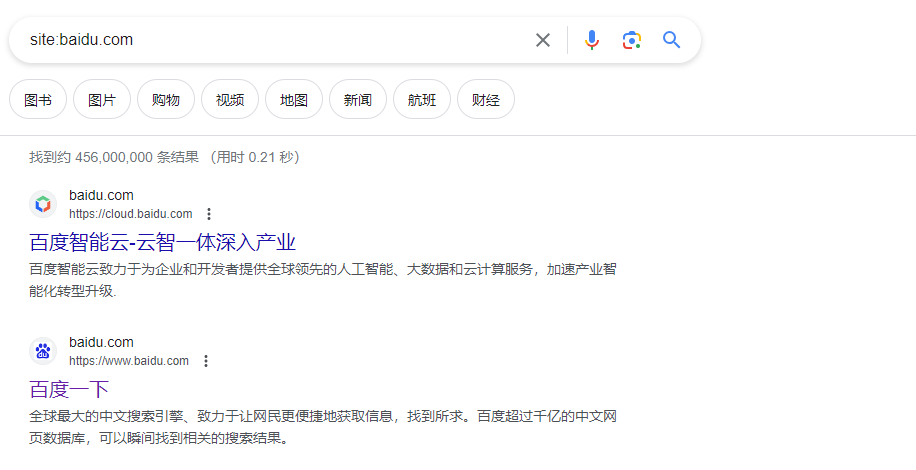 site:baidu.com
图书 图片 购物 视频 地图 新闻 航班 财经
找到约 456,000,000 条结果 （用时 0.21 秒）
baidu.com
https://cloud.baidu.com
百度智能云-云智一体深入产业
百度智能云致力于为企业和开发者提供全球领先的人工智能、大数据和云计算服务，加速产业智
能化转型升级.
baidu.com
https://www.baidu.com
百度一下
全球最大的中文搜索引擎、致力于让网民更便捷地获取信息，找到所求。百度超过千亿的中文网
页数据库，可以瞬间找到相关的搜索结果。